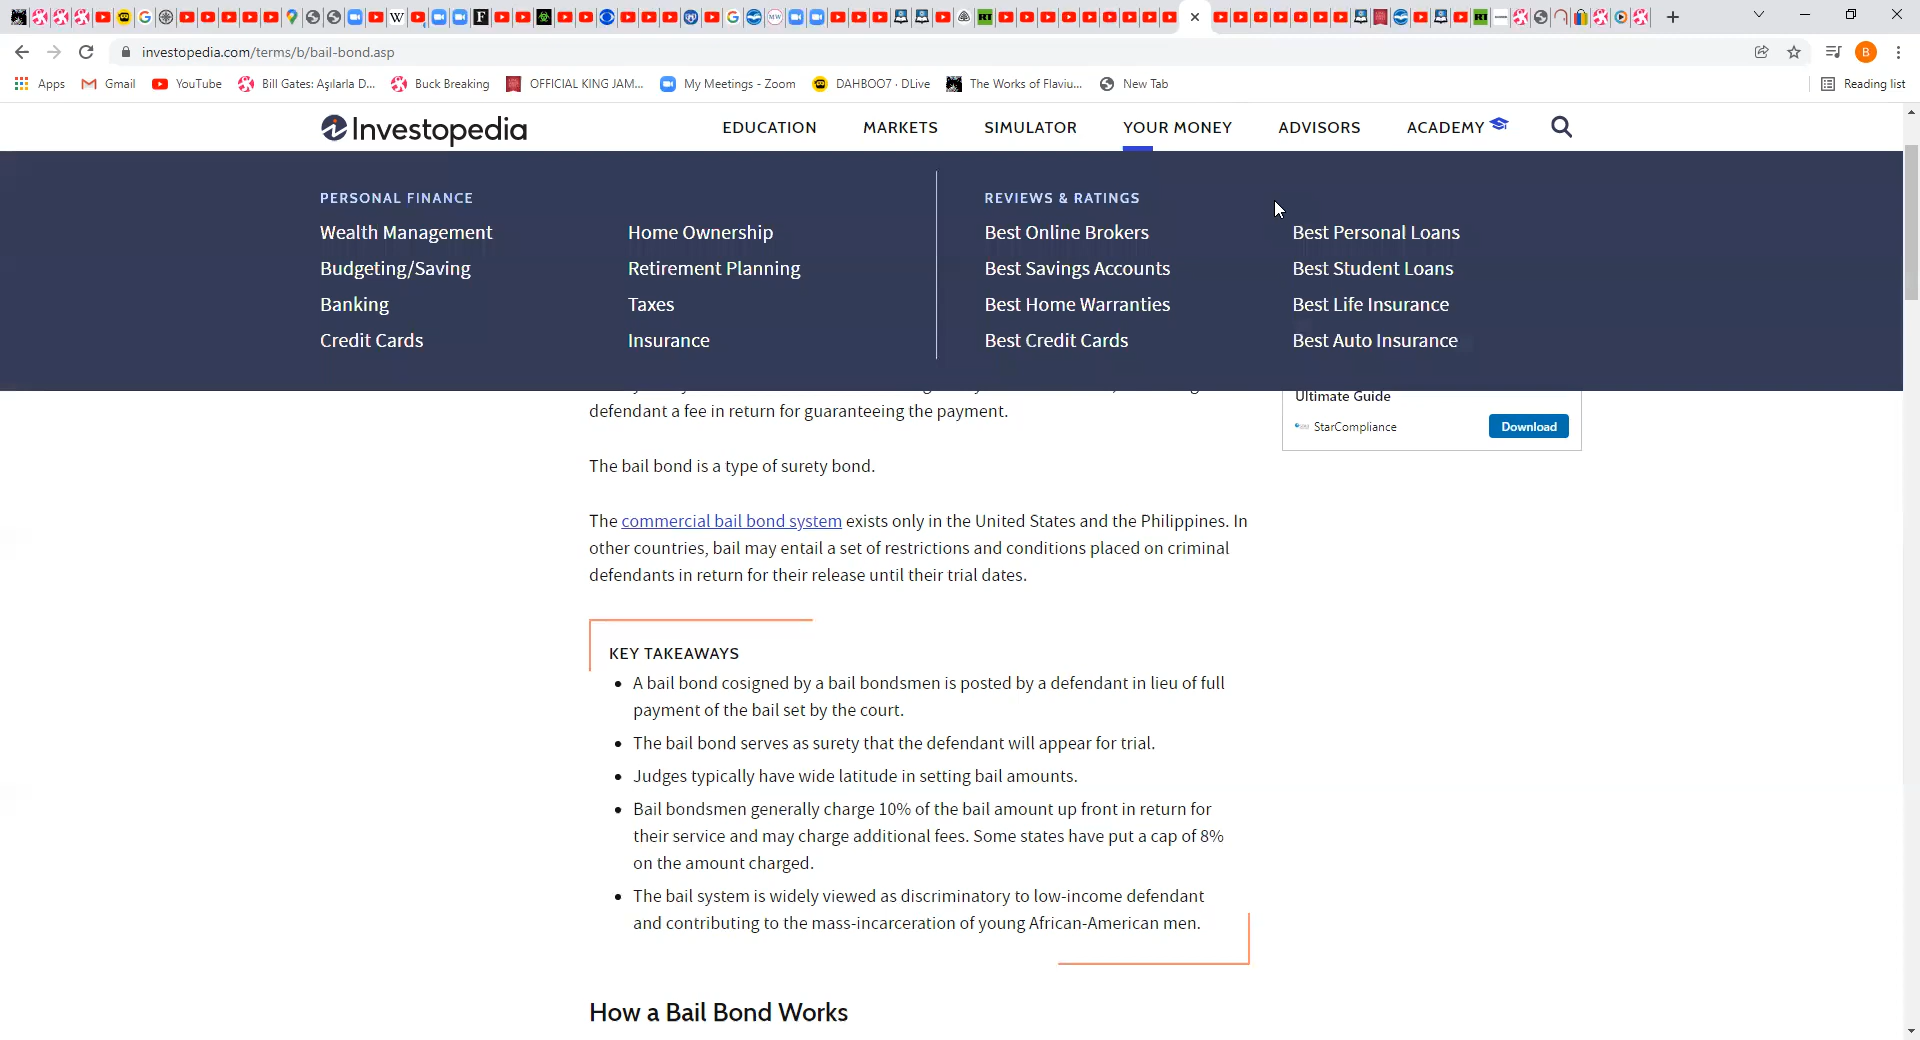 investopedia.com/terms/b/bail-bond.asp
B
Apps Gmail YouTube Bill Gates: Aşılarla D... Buck Breaking OFFICIAL KING JAM... My Meetings - Zoom DAHBOO7 · DLive The Works of Flaviu... New Tab Reading list
Investopedia EDUCATION MARKETS SIMULATOR YOUR MONEY ADVISORS ACADEMY
PERSONAL FINANCE
Wealth Management Home Ownership
Budgeting/Saving Retirement Planning
Banking Taxes
Credit Cards Insurance
REVIEWS & RATINGS
Best Online Brokers Best Personal Loans
Best Savings Accounts Best Student Loans
Best Home Warranties Best Life Insurance
Best Credit Cards Best Auto Insurance
defendant a fee in return for guaranteeing the payment.
Ultimate Guide
StarCompliance Download
The bail bond is a type of surety bond.
The commercial bail bond system exists only in the United States and the Philippines. In
other countries, bail may entail a set of restrictions and conditions placed on criminal
defendants in return for their release until their trial dates.
KEY TAKEAWAYS
• A bail bond cosigned by a bail bondsmen is posted by a defendant in lieu of full
payment of the bail set by the court.
• The bail bond serves as surety that the defendant will appear for trial.
• Judges typically have wide latitude in setting bail amounts.
• Bail bondsmen generally charge 10% of the bail amount up front in return for
their service and may charge additional fees. Some states have put a cap of 8%
on the amount charged.
• The bail system is widely viewed as discriminatory to low-income defendant
and contributing to the mass-incarceration of young African-American men.
How a Bail Bond Works